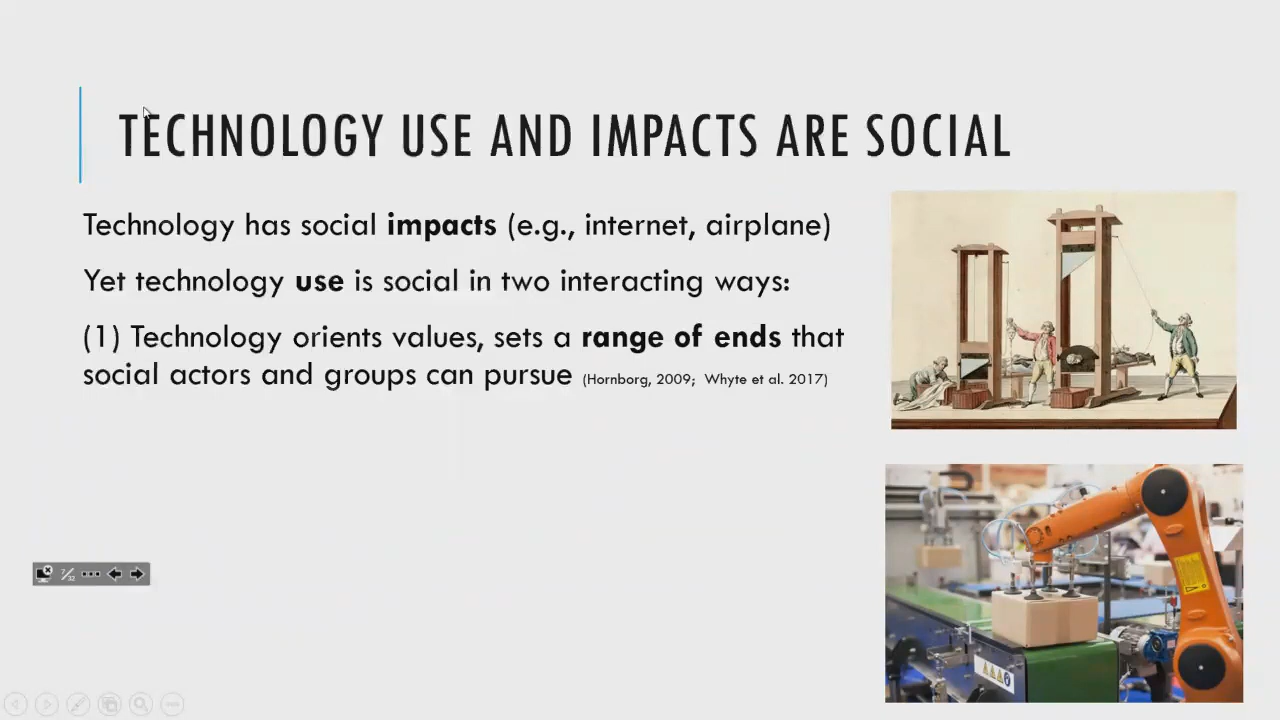 TECHNOLOGY USE AND IMPACTS ARE SOCIAL
Technology has social impacts (e.g., internet, airplane)
Yet technology use is social in two interacting ways:
(1) Technology orients values, sets a range of ends that
social actors and groups can pursue (Hornborg, 2009; Whyte et al. 2017)
7/32